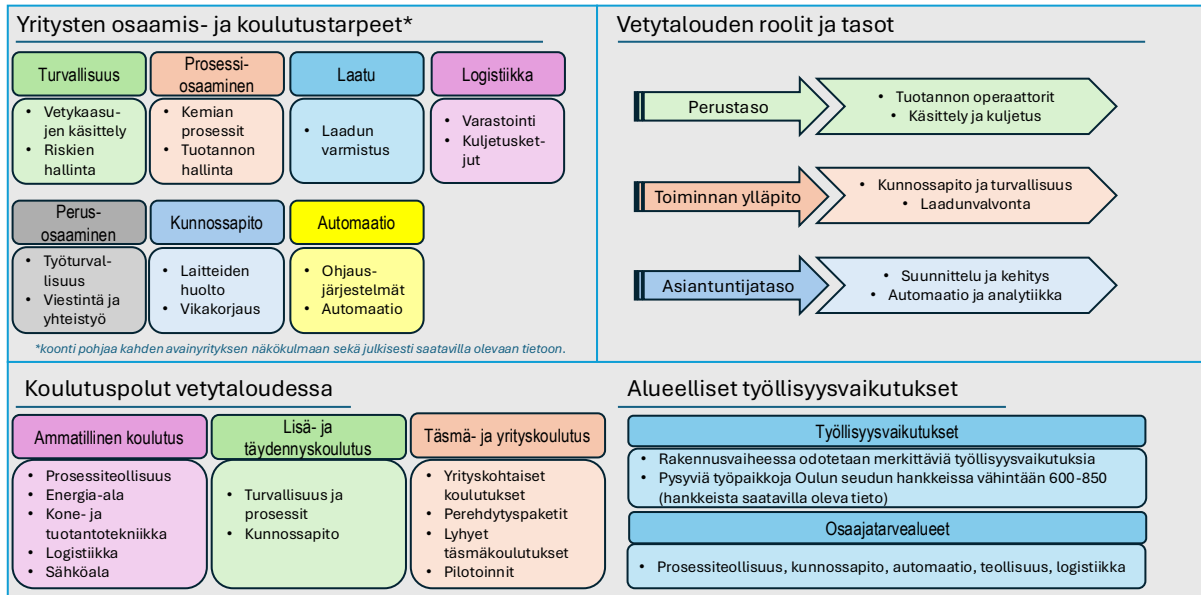 Yritysten osaamis- ja koulutustarpeet*
Turvallisuus
Vetykaasu-
jen käsittely
Riskien
hallinta
Prosessi-
osaaminen
Kemian
prosessit
Tuotannon
hallinta
Laatu
Laadun
varmistus
Logistiikka
Varastointi
Kuljetusket-
jut
Perus-
osaaminen
Työturval-
lisuus
Viestintä ja
yhteistyö
Kunnossapito
Laitteiden
huolto
Vikakorjaus
Automaatio
Ohjaus-
järjestelmät
Automaatio
*koonti pohjaa kahden avainyrityksen näkökulmaan sekä julkisesti saatavilla olevaan tietoon.
Vetytalouden roolit ja tasot
Perustaso
Tuotannon operaattorit
Käsittely ja kuljetus
Toiminnan ylläpito
Kunnossapito ja turvallisuus
Laadunvalvonta
Asiantuntijataso
Suunnittelu ja kehitys
Automaatio ja analytiikka
Koulutuspolut vetytaloudessa
Ammatillinen koulutus
Prosessiteollisuus
Energia-ala
Kone- ja
tuotantotekniikka
Logistiikka
Sähköala
Lisä- ja
täydennyskoulutus
Turvallisuus ja
prosessit
Kunnossapito
Täsmä- ja yrityskoulutus
Yrityskohtaiset
koulutukset
Perehdytyspaketit
Lyhyet
täsmäkoulutukset
Pilotoinnit
Alueelliset työllisyysvaikutukset
Työllisyysvaikutukset
Rakennusvaiheessa odotetaan merkittäviä työllisyysvaikutuksia
Pysyviä työpaikkoja Oulun seudun hankkeissa vähintään 600-850
(hankkeista saatavilla oleva tieto)
Osaajatarvealueet
Prosessiteollisuus, kunnossapito, automaatio, teollisuus, logistiikka